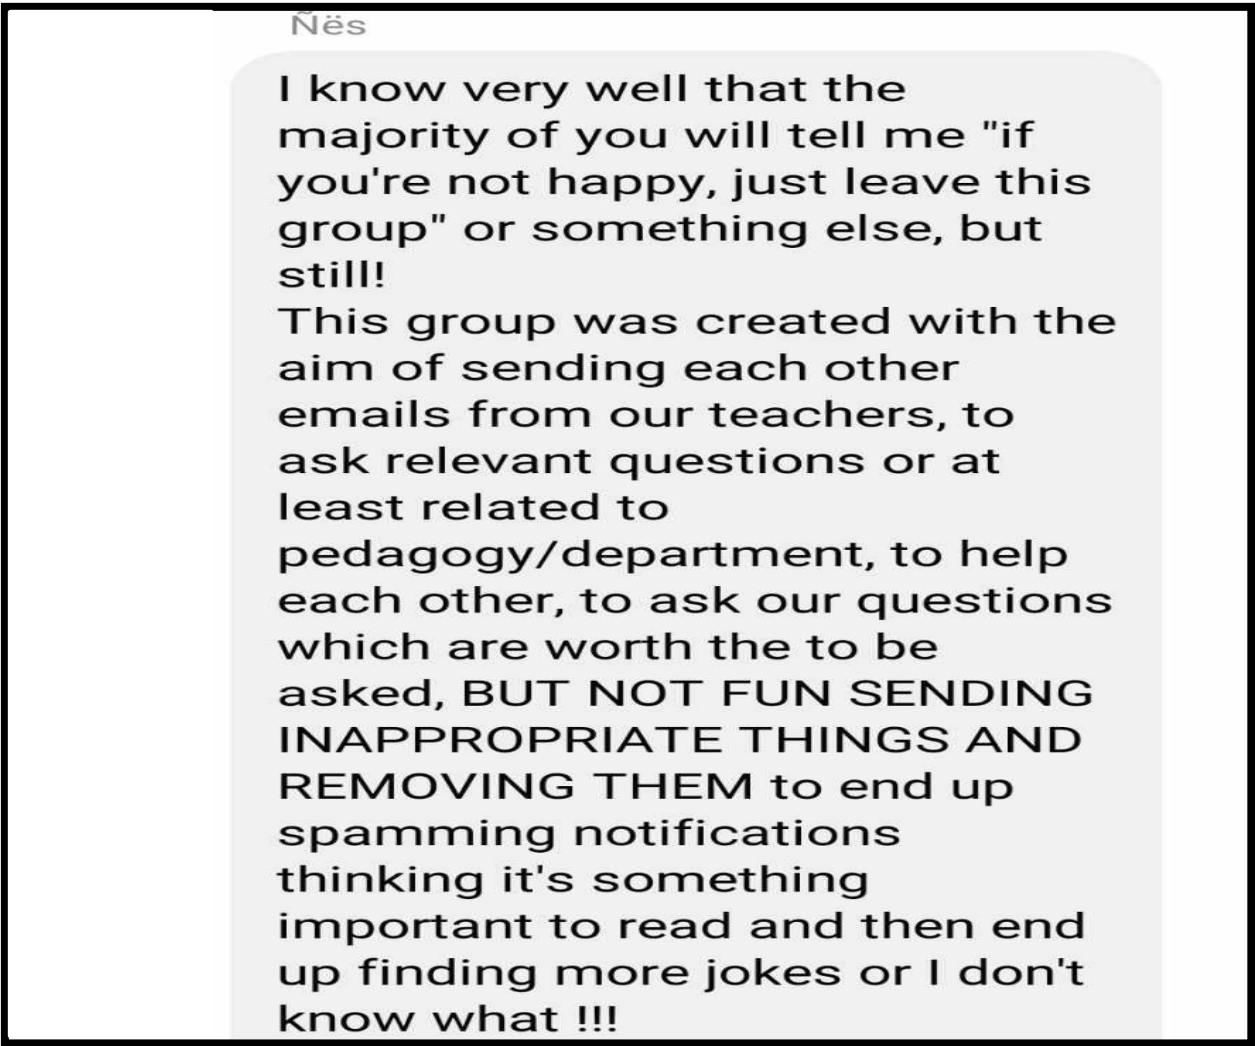 Ñës
I know very well that the
majority of you will tell me "if
you're not happy, just leave this
group" or something else, but
still!
This group was created with the
aim of sending each other
emails from our teachers, to
ask relevant questions or at
least related to
pedagogy/department, to help
each other, to ask our questions
which are worth the to be
asked, BUT NOT FUN SENDING
INAPPROPRIATE THINGS AND
REMOVING THEM to end up
spamming notifications
thinking it's something
important to read and then end
up finding more jokes or I don't
know what !!!